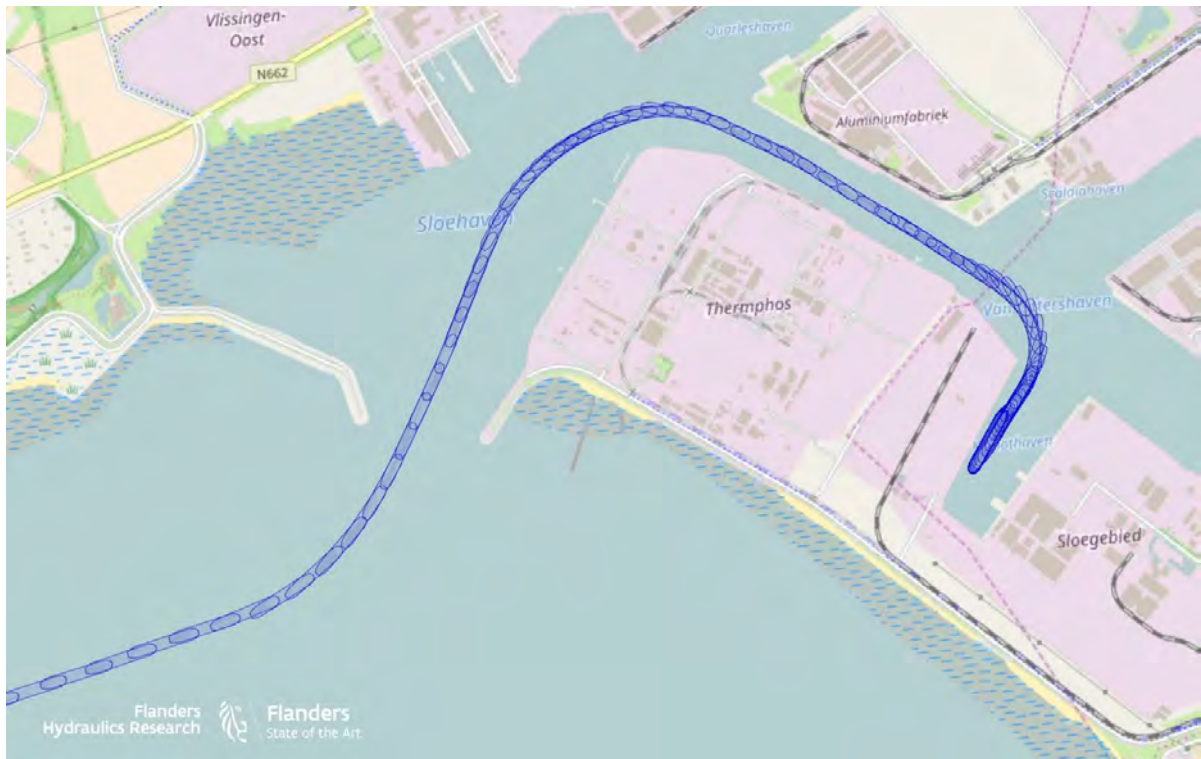 Vlissingen-
Oost
N662
Quarleshaven
Aluminiumfabriek
Sloehaven
Scaldiahaven
Thermphos
Sloegebied
Flanders
Hydraulics Research
Flanders
State of the Art